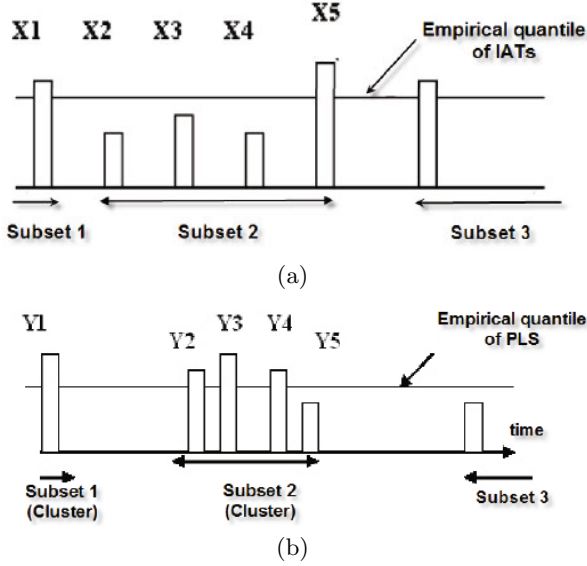 X1 X2 X3 X4 X5
Empirical quantile
of IATs
Subset 1 Subset 2 Subset 3
(a)
Y1 Y2 Y3 Y4 Y5
Empirical quantile
of PLS
time
Subset 1 Subset 2 Subset 3
(Cluster) (Cluster)
(b)